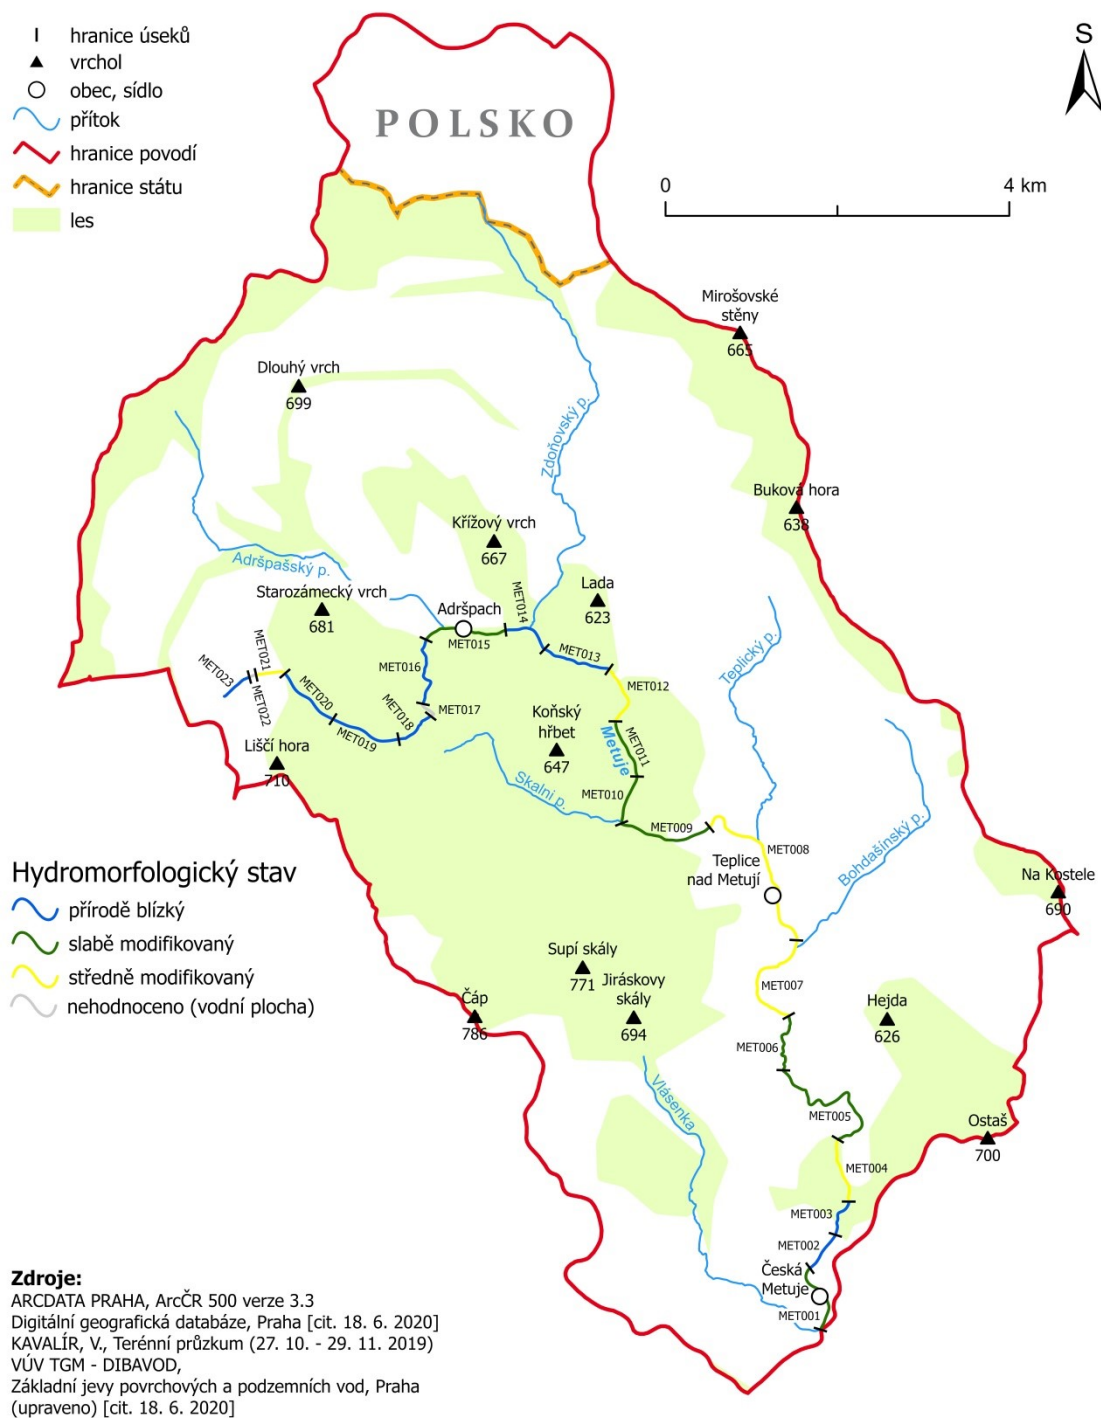 hranice úseků
vrchol
obec, sídlo
přítok
hranice povodí
hranice státu
les
POLSKO
S
0
4 km
Mirošovské
stěny
665
Dlouhý vrch
699
Zdoňovský p.
Buková hora
638
Křížový vrch
667
Adršpašský p.
Starozámecký vrch
681
Adršpach
MET014
Lada
623
MET015
MET013
MET016
MET012
Teplický p.
MET023
MET021
MET022
MET020
MET019
MET018
MET017
Koňský
hřbet
647
Metuje
MET011
Liščí hora
710
Skalní p.
MET010
MET009
MET008
Bohdašínský p.
Teplice
nad Metují
Na Kostele
690
Hydromorfologický stav
přírodě blízký
slabě modifikovaný
středně modifikovaný
nehodnoceno (vodní plocha)
Supí skály
771
Jiráskovy
skály
694
Čáp
786
MET007
Hejda
626
MET006
Vlásenka
MET005
Ostaš
700
MET004
MET003
MET002
Česká
Metuje
MET001
Zdroje:
ARCDATA PRAHA, ArcČR 500 verze 3.3
Digitální geografická databáze, Praha [cit. 18. 6. 2020]
KAVALÍR, V., Terénní průzkum (27. 10. - 29. 11. 2019)
VÚV TGM - DIBAVOD,
Základní jevy povrchových a podzemních vod, Praha
(upraveno) [cit. 18. 6. 2020]